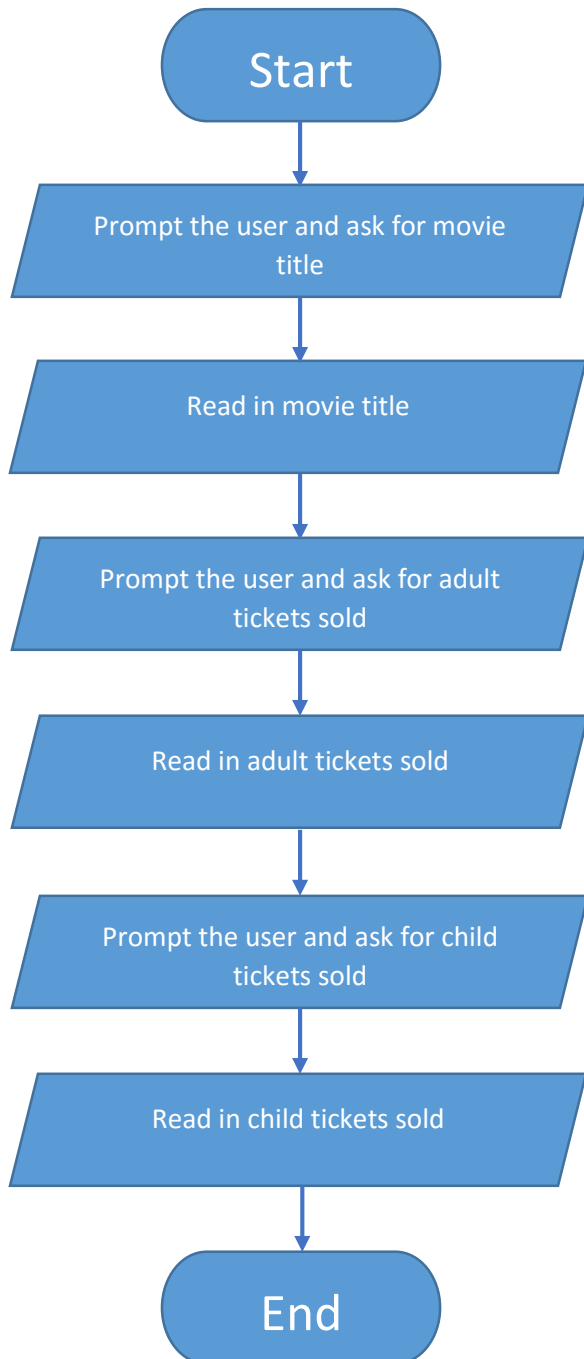 Start
Prompt the user and ask for movie
title
Read in movie title
Prompt the user and ask for adult
tickets sold
Read in adult tickets sold
Prompt the user and ask for child
tickets sold
Read in child tickets sold
End